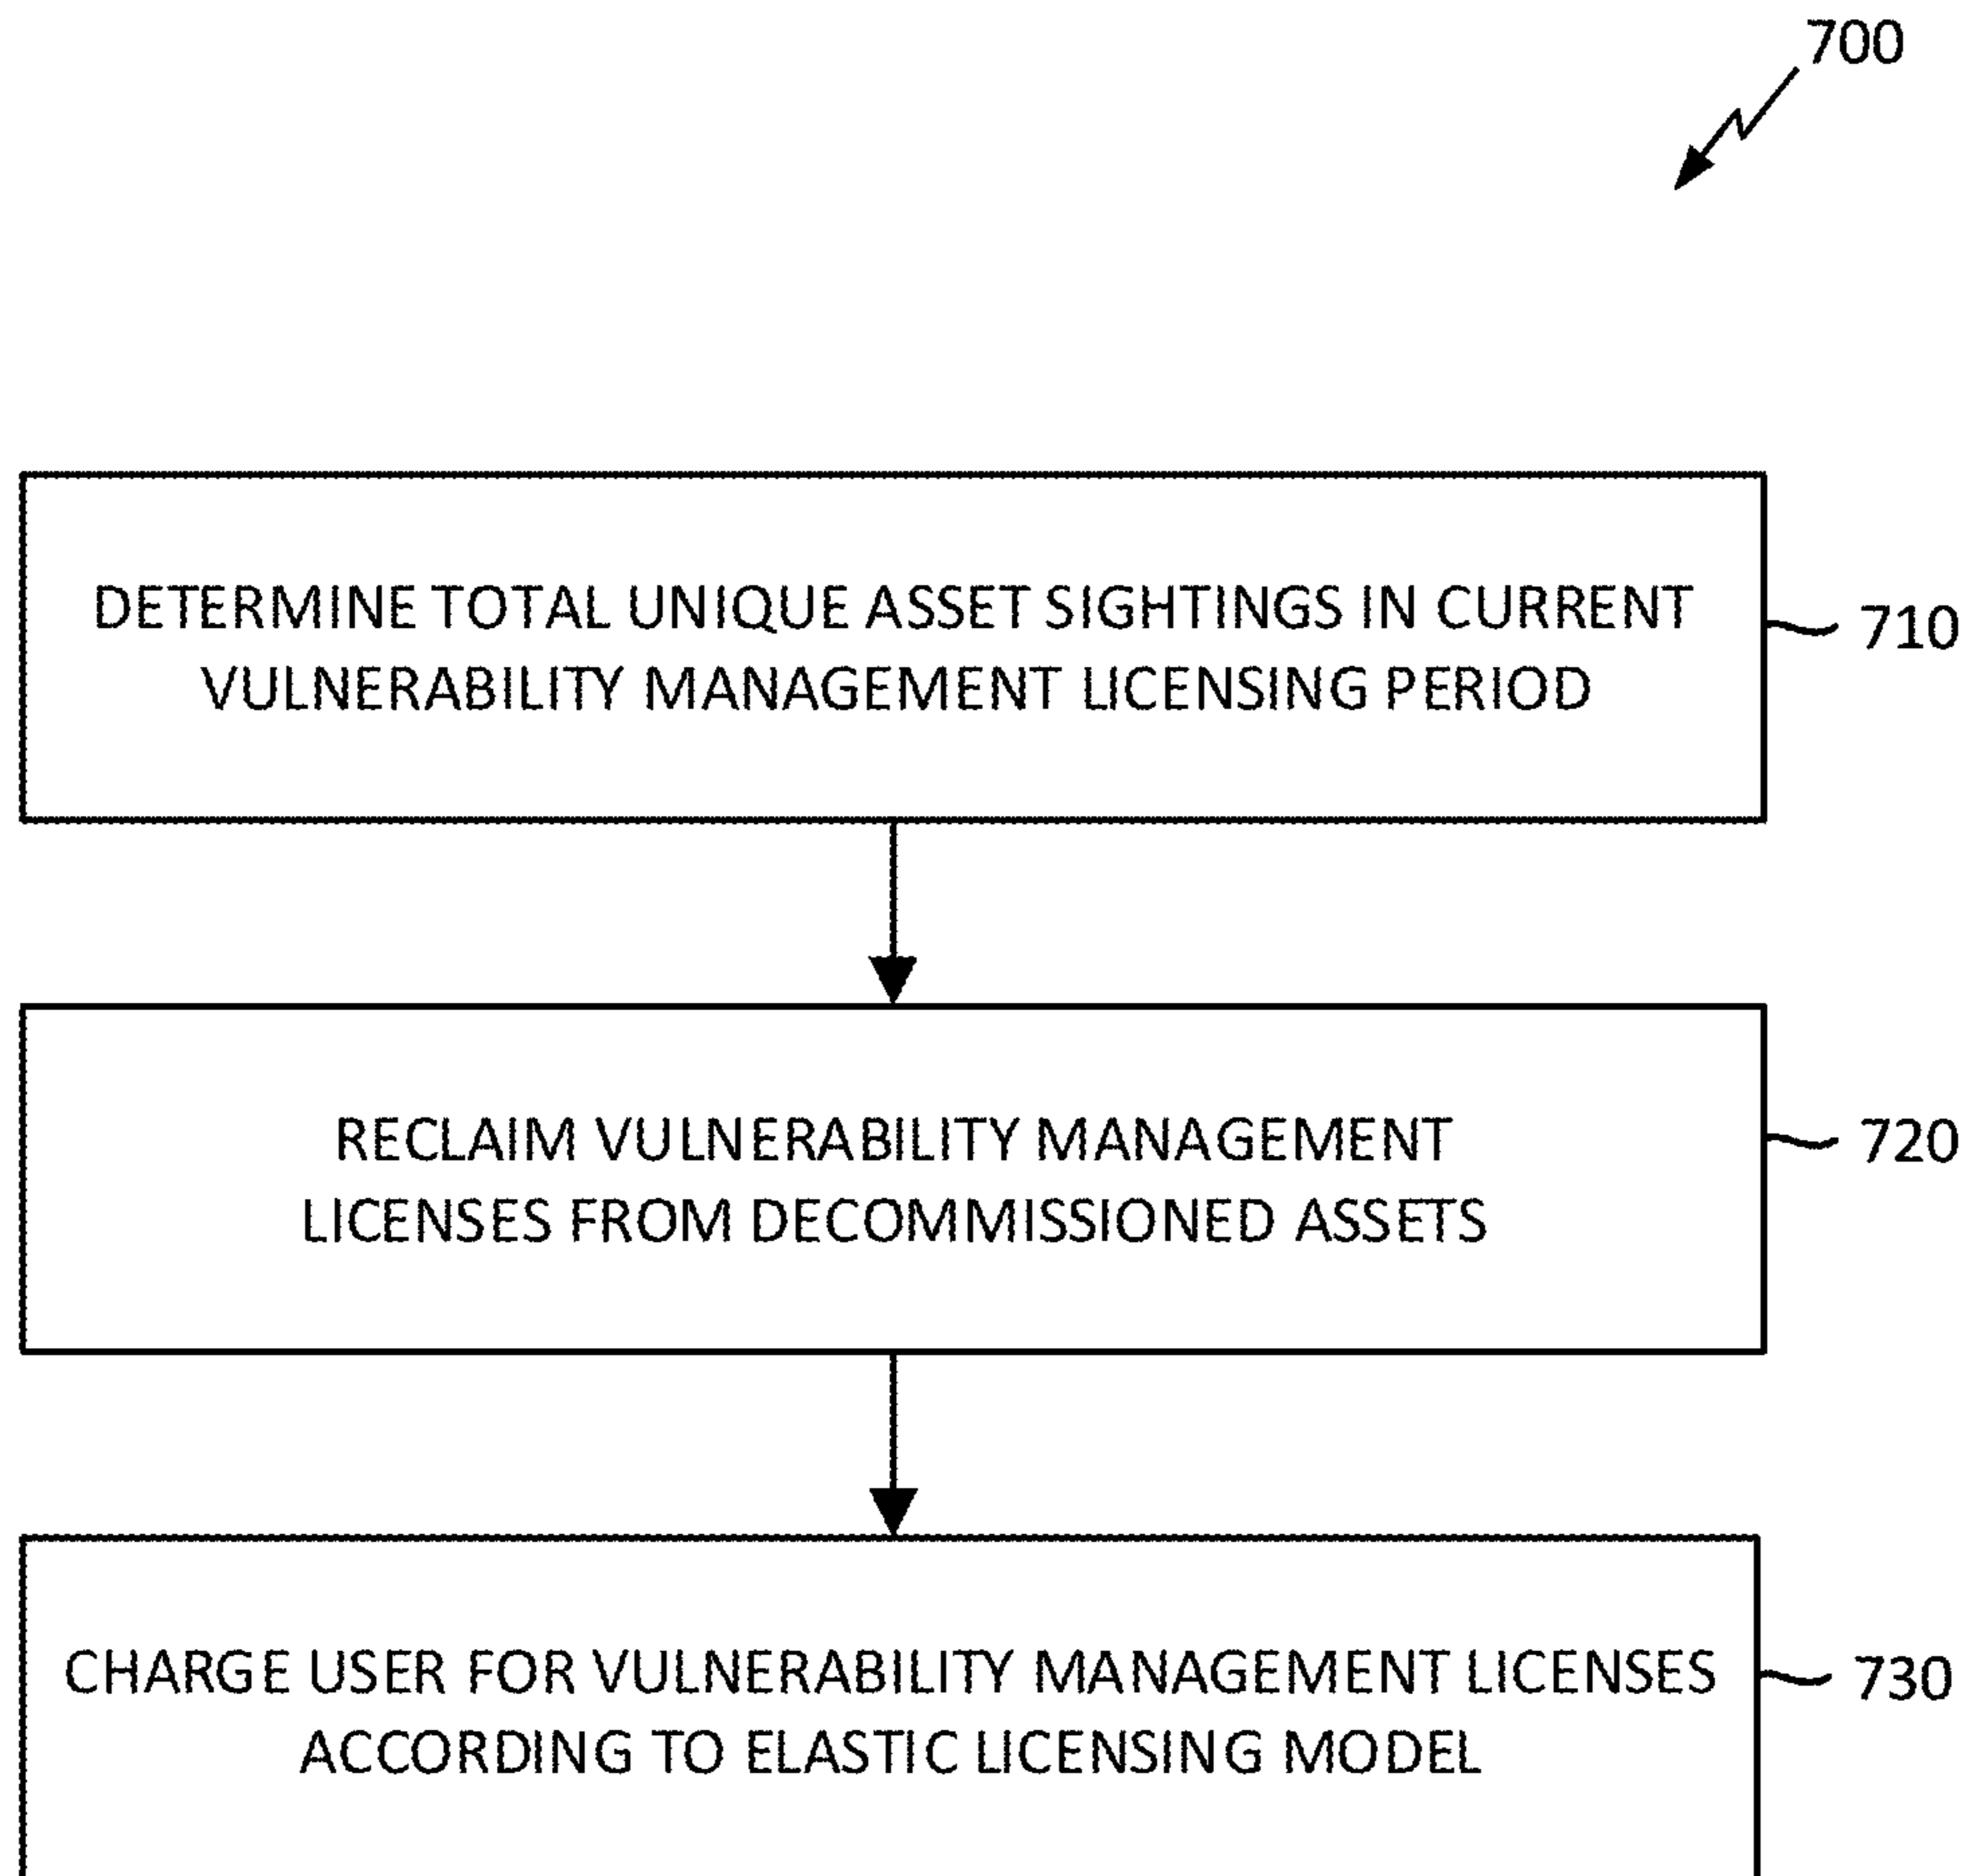 700
DETERMINE TOTAL UNIQUE ASSET SIGHTINGS IN CURRENT
VULNERABILITY MANAGEMENT LICENSING PERIOD
710
RECLAIM VULNERABILITY MANAGEMENT
LICENSES FROM DECOMMISSIONED ASSETS
720
CHARGE USER FOR VULNERABILITY MANAGEMENT LICENSES
ACCORDING TO ELASTIC LICENSING MODEL
730